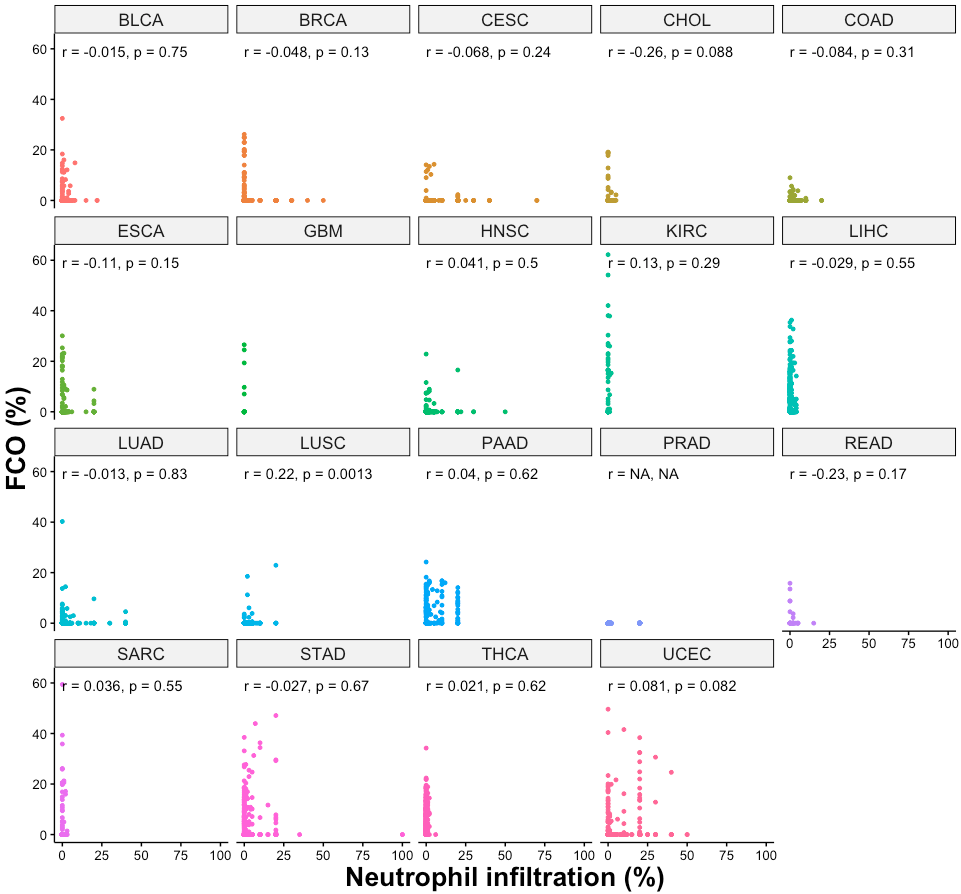 BLCA BRCA CESC CHOL COAD
r = -0.015, p = 0.75 r = -0.048, p = 0.13 r = -0.068, p = 0.24 r = -0.26, p = 0.088 r = -0.084, p = 0.31
60
40
20
0
ESCA GBM HNSC KIRC LIHC
r = -0.11, p = 0.15 r = 0.041, p = 0.5 r = 0.13, p = 0.29 r = -0.029, p = 0.55
60
40
20
0
FCO (%)
LUAD LUSC PAAD PRAD READ
r = -0.013, p = 0.83 r = 0.22, p = 0.0013 r = 0.04, p = 0.62 r = NA, NA r = -0.23, p = 0.17
60
40
20
0
0 25 50 75 100
SARC STAD THCA UCEC
r = 0.036, p = 0.55 r = -0.027, p = 0.67 r = 0.021, p = 0.62 r = 0.081, p = 0.082
60
40
20
0
0 25 50 75 100 0 25 50 75 100 0 25 50 75 100 0 25 50 75 100
Neutrophil infiltration (%)